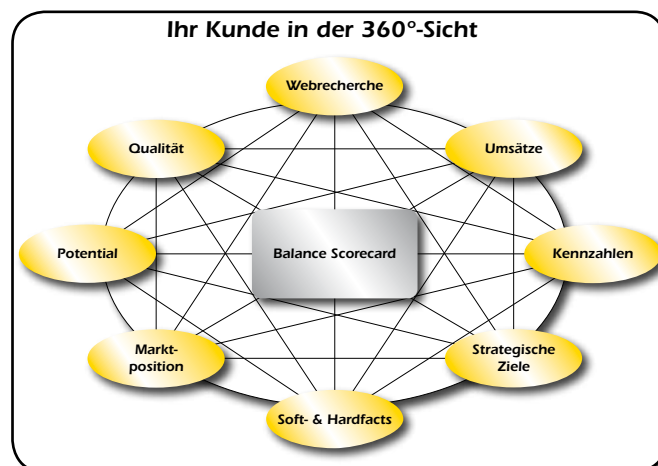 Ihr Kunde in der 360°-Sicht
Webrecherche
Qualität
Umsätze
Potential
Balance Scorecard
Kennzahlen
Markt-
position
Strategische
Ziele
Soft- & Hardfacts